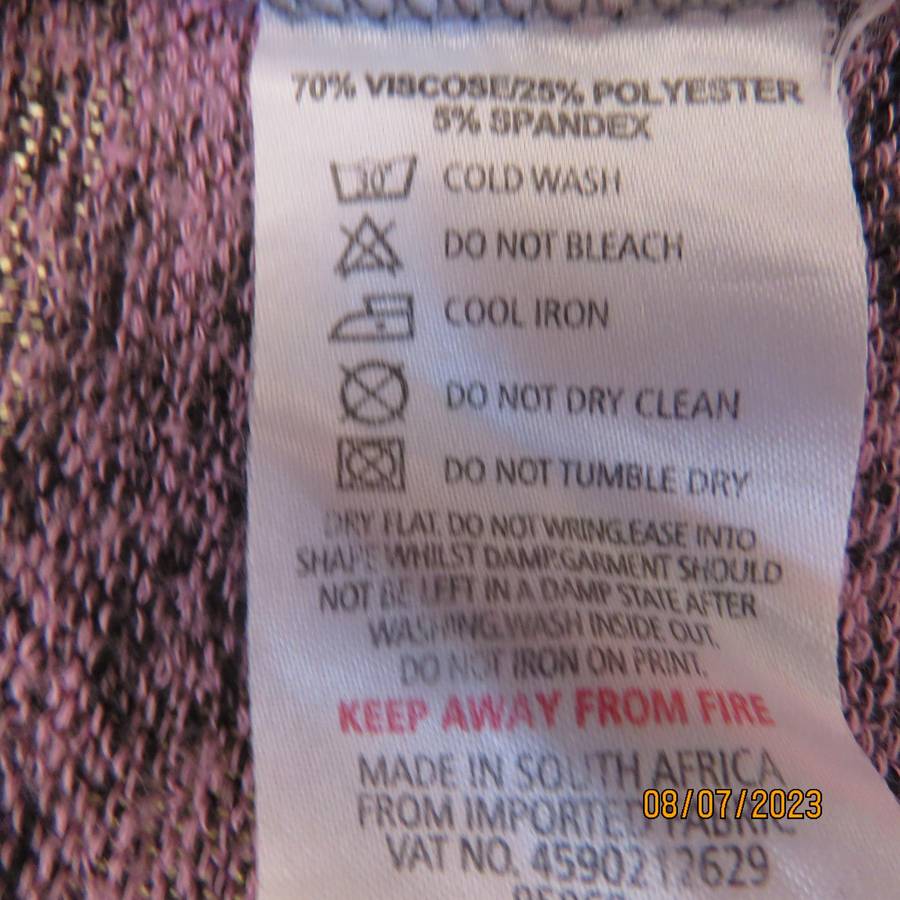 70% VISCOSE/25% POLYESTER
5% SPANDEX
COLD WASH
DO NOT BLEACH
COOL IRON
DO NOT DRY CLEAN
DO NOT TUMBLE DRY
DRY FLAT. DO NOT WRING.EASE INTO
SHAPE WHILST DAMP.GARMENT SHOULD
NOT BE LEFT IN A DAMP STATE AFTER
WASHING.WASH INSIDE OUT.
DO NOT IRON ON PRINT.
KEEP AWAY FROM FIRE
MADE IN SOUTH AFRICA
FROM IMPORTED FABRIC
08/07/2023
VAT NO. 4590212629